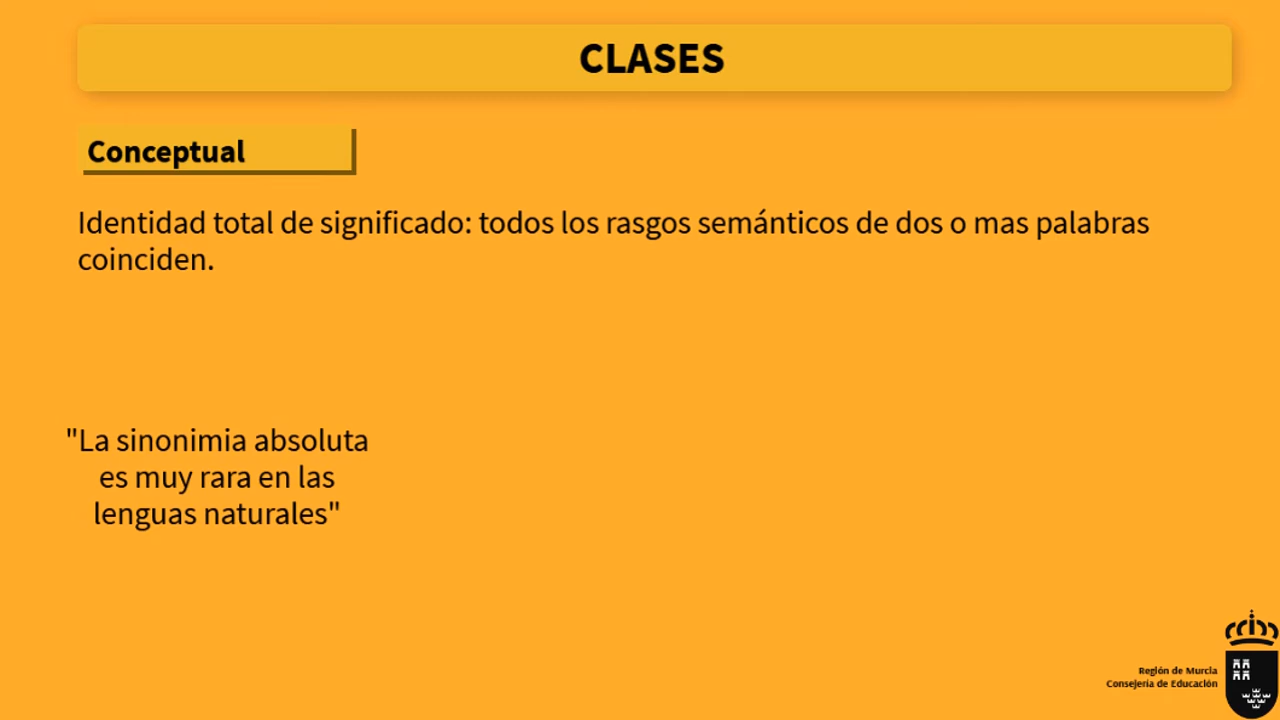 CLASES
Conceptual
Identidad total de significado: todos los rasgos semánticos de dos o mas palabras
coinciden.
"La sinonimia absoluta
es muy rara en las
lenguas naturales"
Región de Murcia
Consejería de Educación